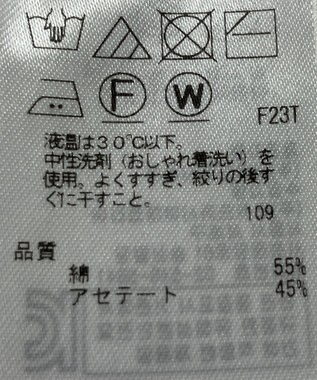 F W
F23T
液温は30℃以下。
中性洗剤（おしゃれ着洗い）を
使用。よくすすぎ、絞りの後す
ぐに干すこと。
109
品質
綿 55%
アセテート 45%